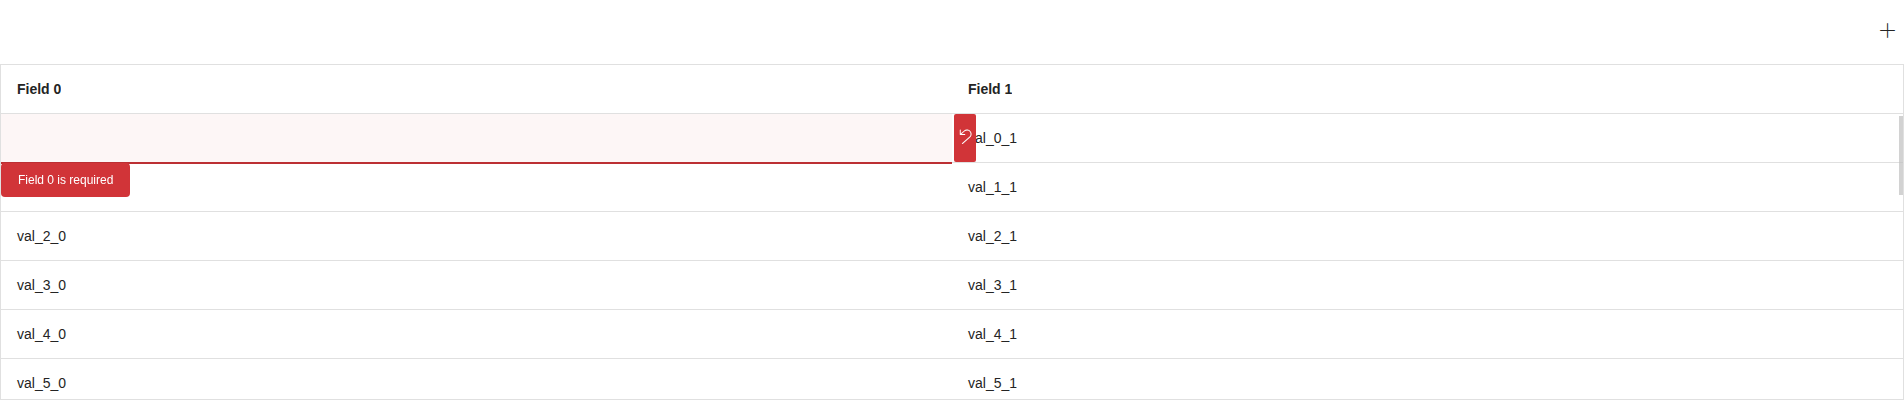 Field 0 Field 1
al_0_1
Field 0 is required val_1_1
val_2_0 val_2_1
val_3_0 val_3_1
val_4_0 val_4_1
val_5_0 val_5_1